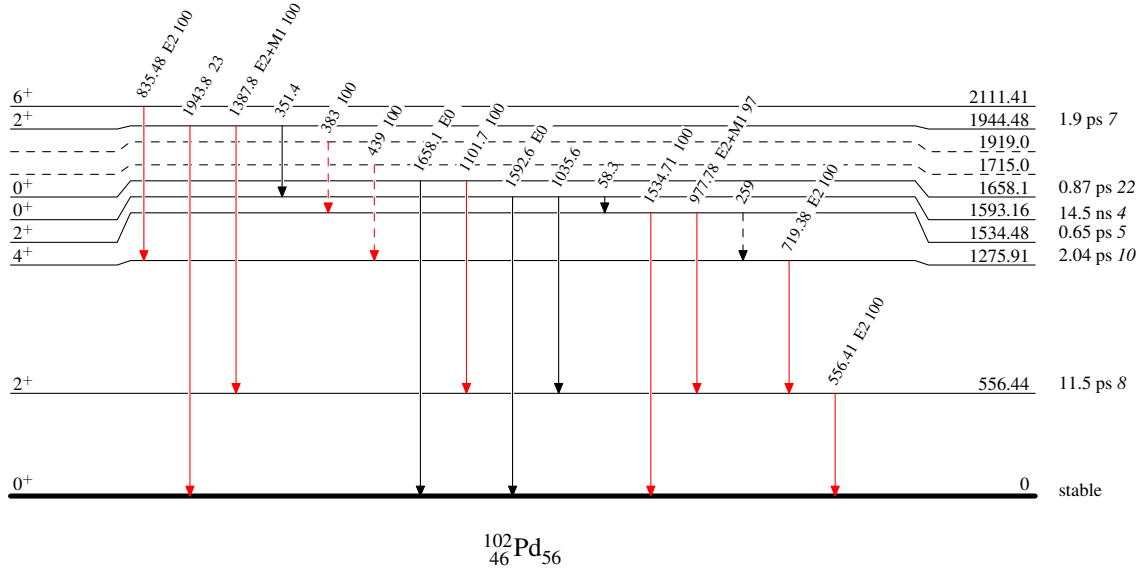 835.48 E2 100
1943.8 23
1387.8 E2+M1 100
351.4
383 100
439 100
1658.1 E0
1101.7 100
1592.6 E0
1035.6
58.3
1534.71 100
977.78 E2+M1 97
259
719.38 E2 100
556.41 E2 100
6⁺ 2111.41
2⁺ 1944.48 1.9 ps 7
1919.0
1715.0
0⁺ 1658.1 0.87 ps 22
0⁺ 1593.16 14.5 ns 4
2⁺ 1534.48 0.65 ps 5
4⁺ 1275.91 2.04 ps 10
2⁺ 556.44 11.5 ps 8
0⁺ 0 stable
¹⁰²₄₆Pd₅₆